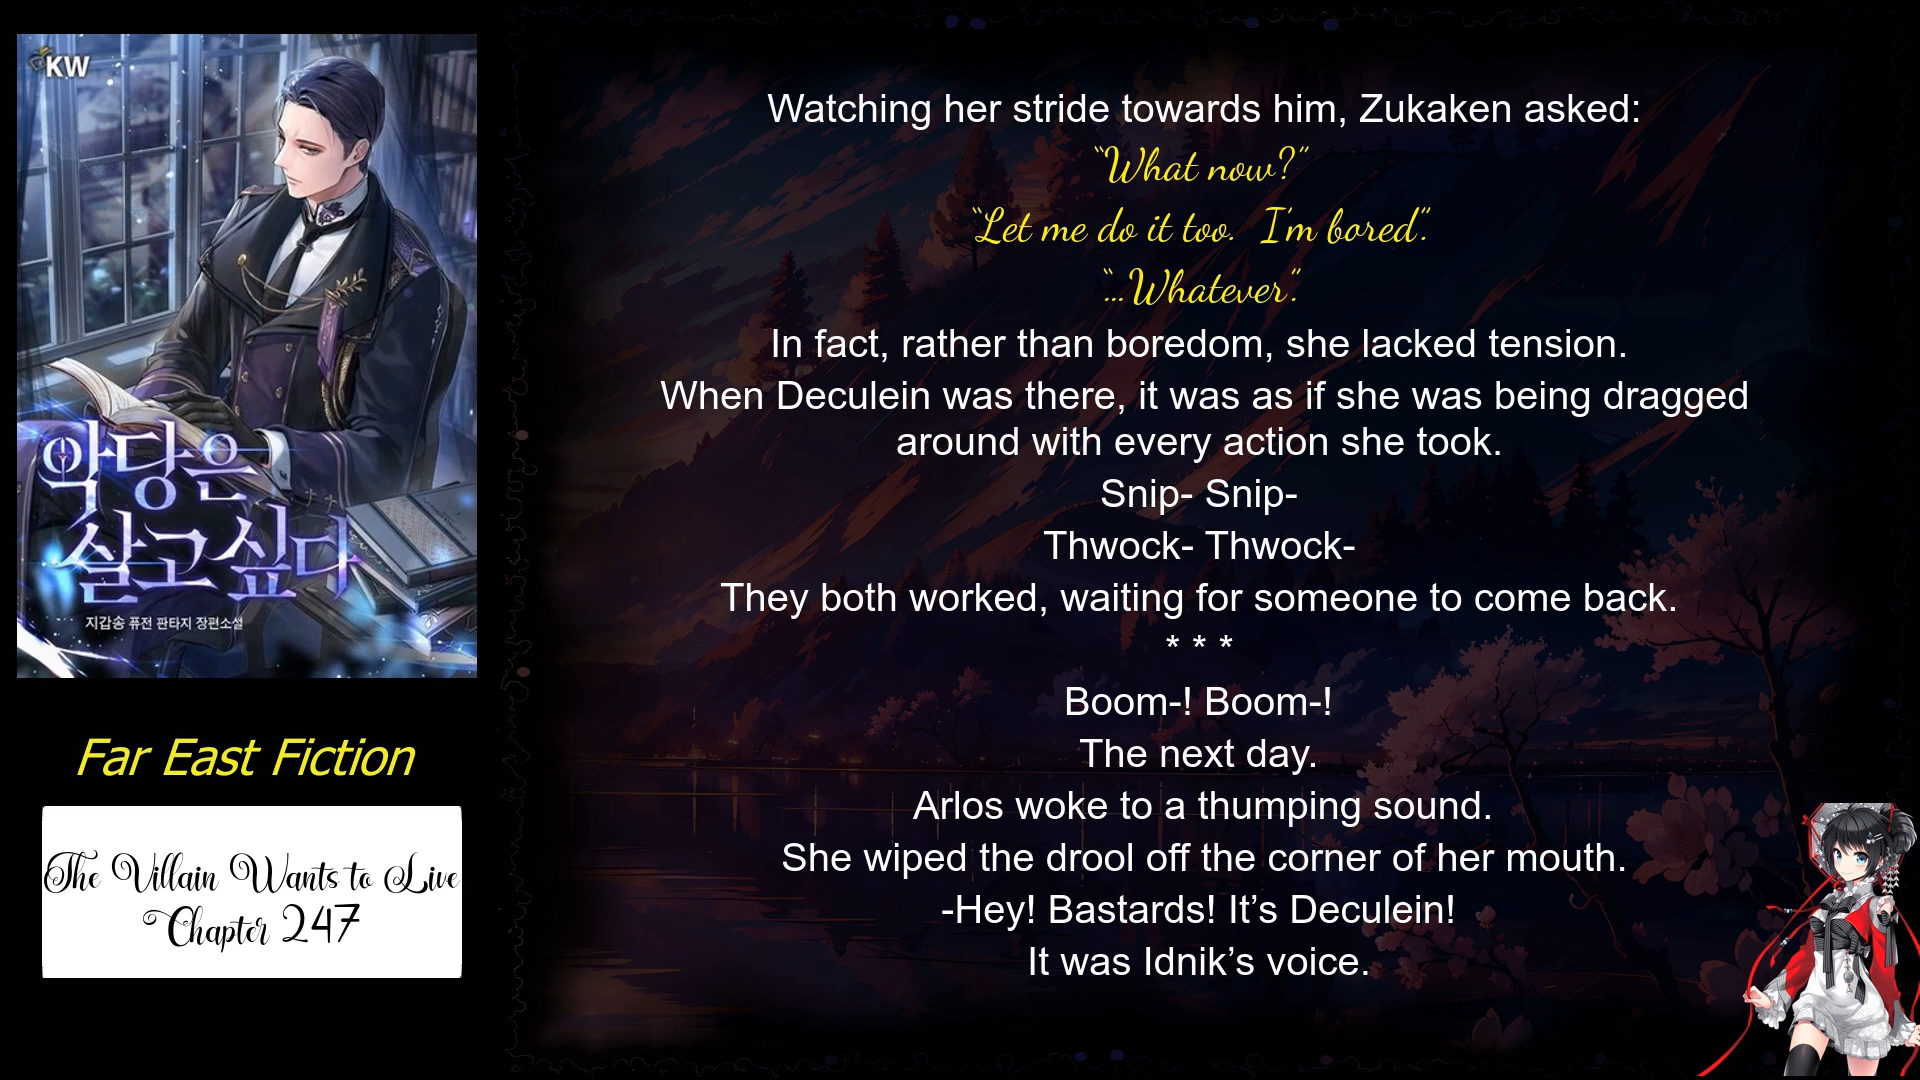 KW
악당은
살고 싶다
지갑송 퓨전 판타지 장편소설
Far East Fiction
The Villain Wants to Live
Chapter 247
Watching her stride towards him, Zukaken asked:
“What now?”
“Let me do it too.  I’m bored”.
“…Whatever”.
In fact, rather than boredom, she lacked tension.
When Deculein was there, it was as if she was being dragged
around with every action she took.
Snip- Snip-
Thwock- Thwock-
They both worked, waiting for someone to come back.
* * *
Boom-! Boom-!
The next day.
Arlos woke to a thumping sound.
She wiped the drool off the corner of her mouth.
-Hey! Bastards! It’s Deculein!
It was Idnik’s voice.